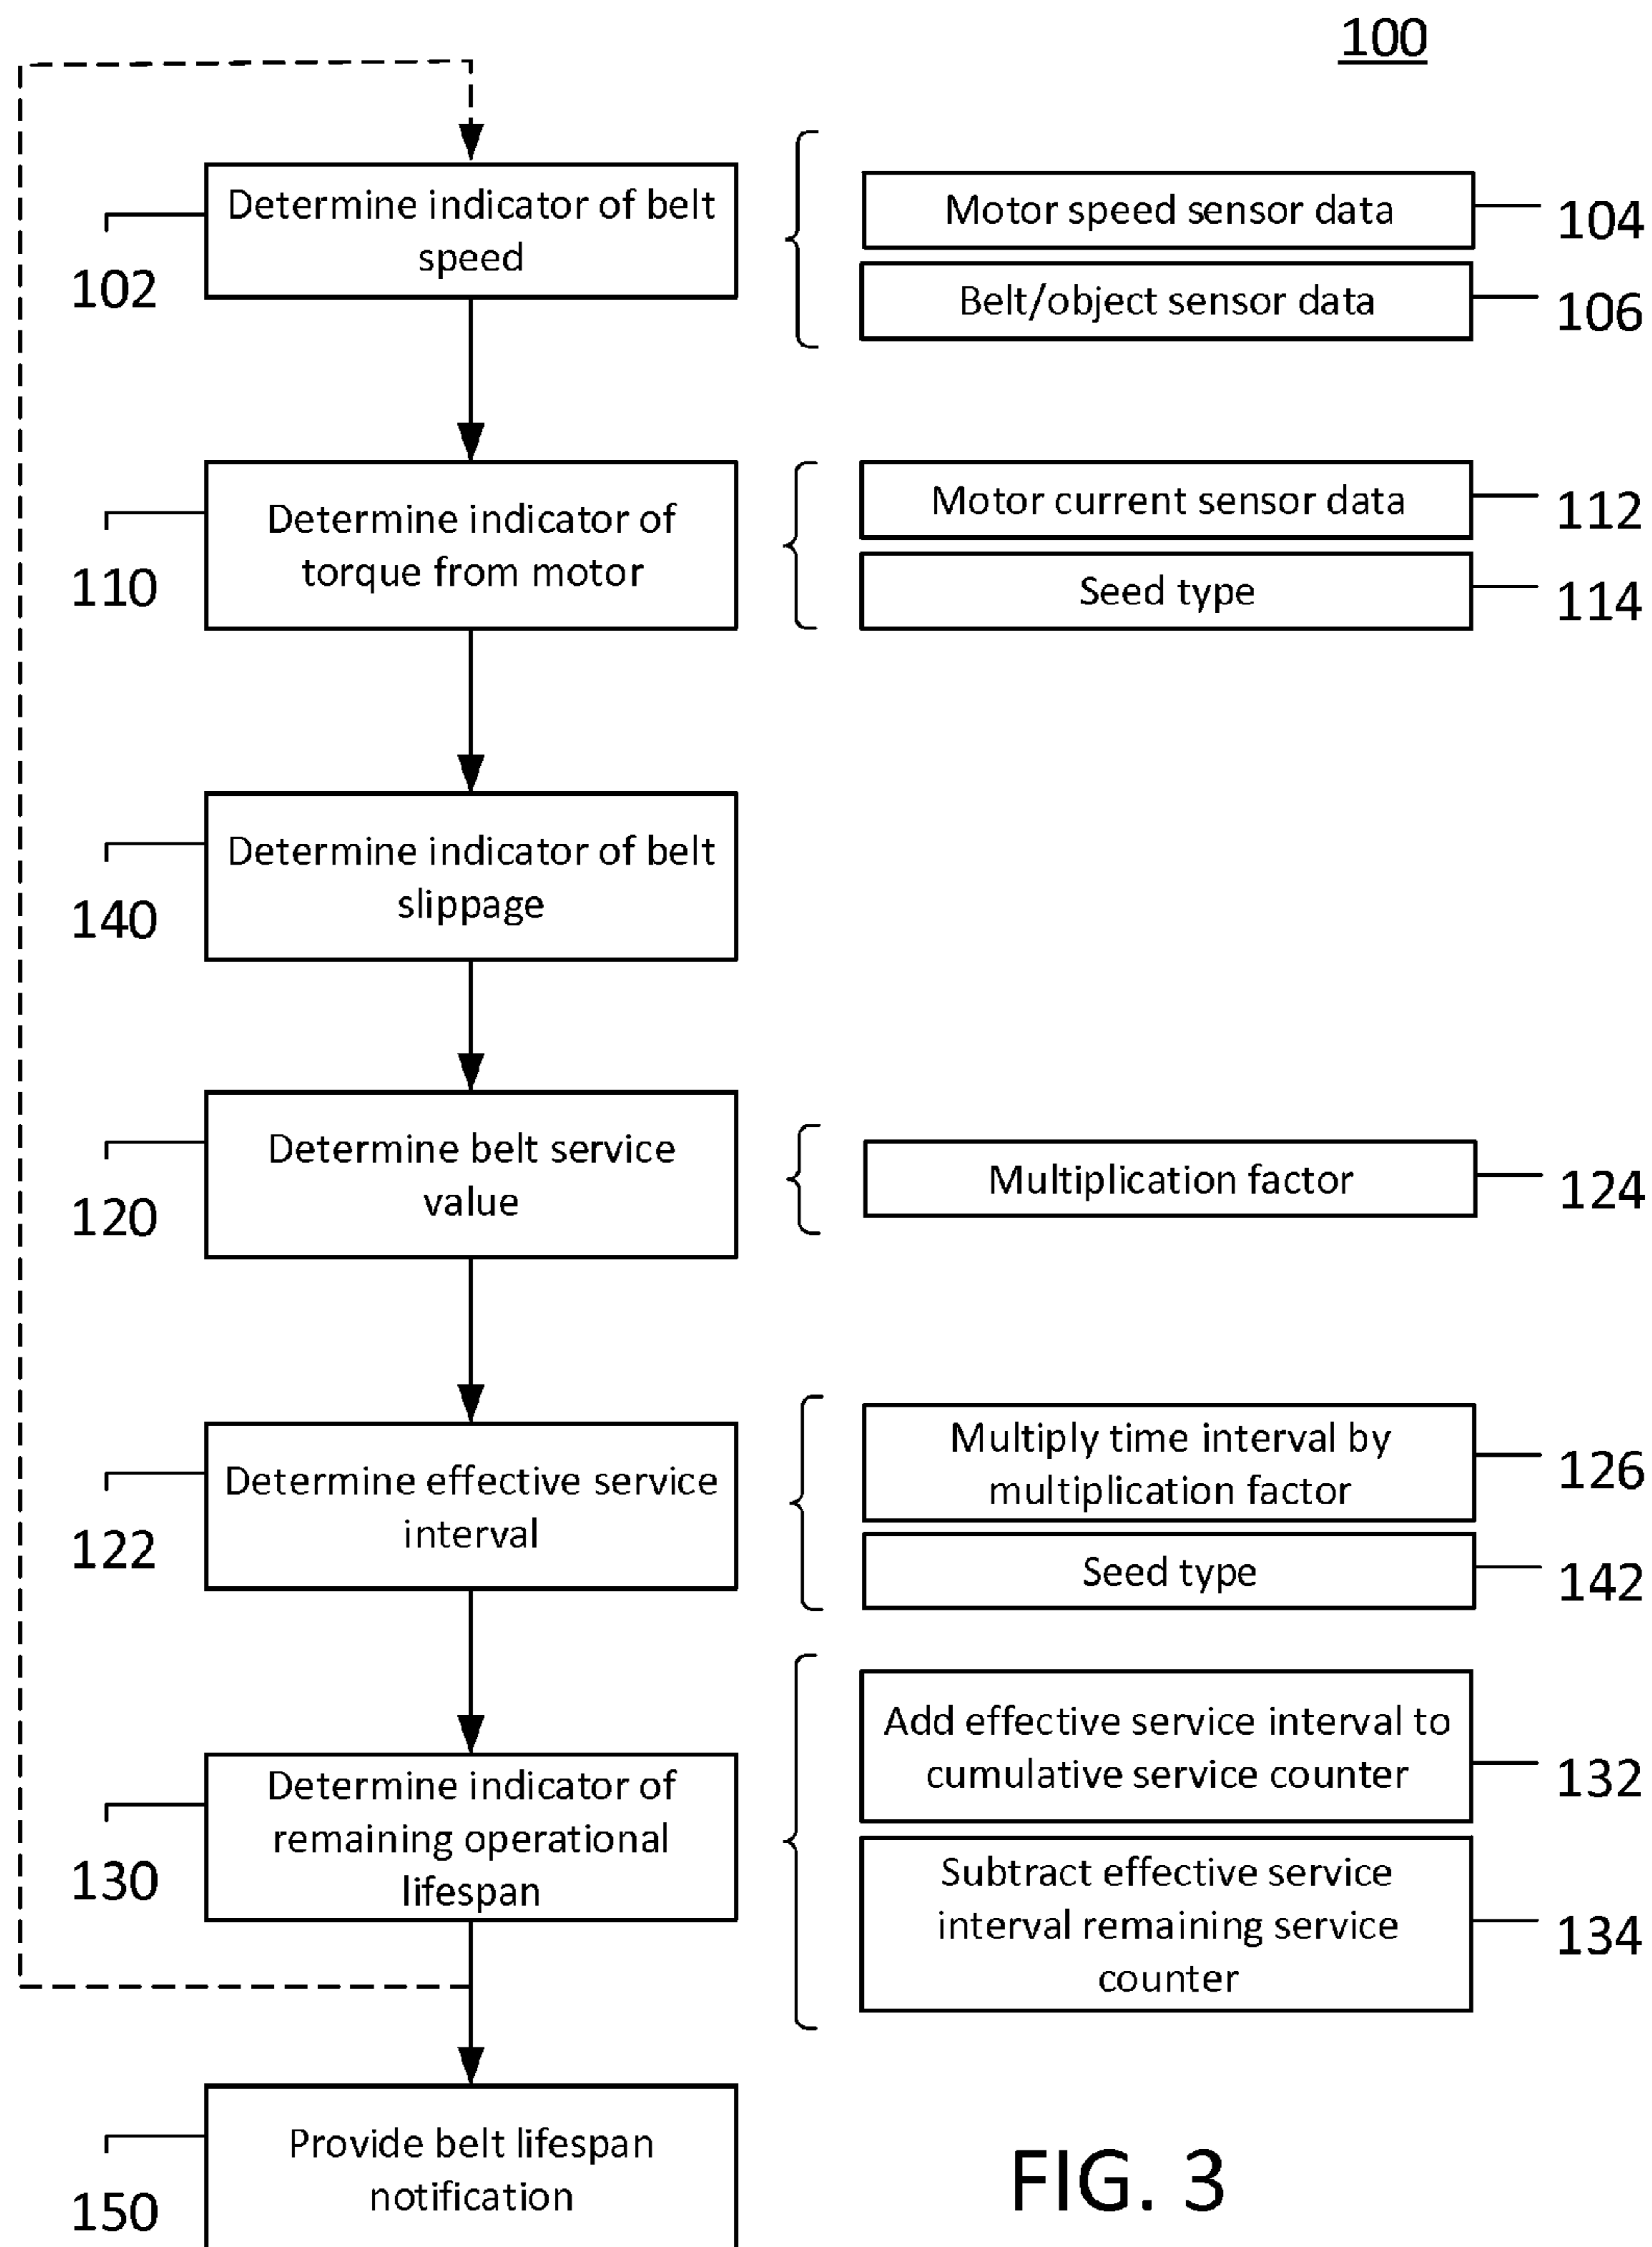 100
Determine indicator of belt
speed
102
Motor speed sensor data
104
Belt/object sensor data
106
Determine indicator of
torque from motor
110
Motor current sensor data
112
Seed type
114
Determine indicator of belt
slippage
140
Determine belt service
value
120
Multiplication factor
124
Determine effective service
interval
122
Multiply time interval by
multiplication factor
126
Seed type
142
Determine indicator of
remaining operational
lifespan
130
Add effective service interval to
cumulative service counter
132
Subtract effective service
interval remaining service
counter
134
Provide belt lifespan
notification
150
FIG. 3